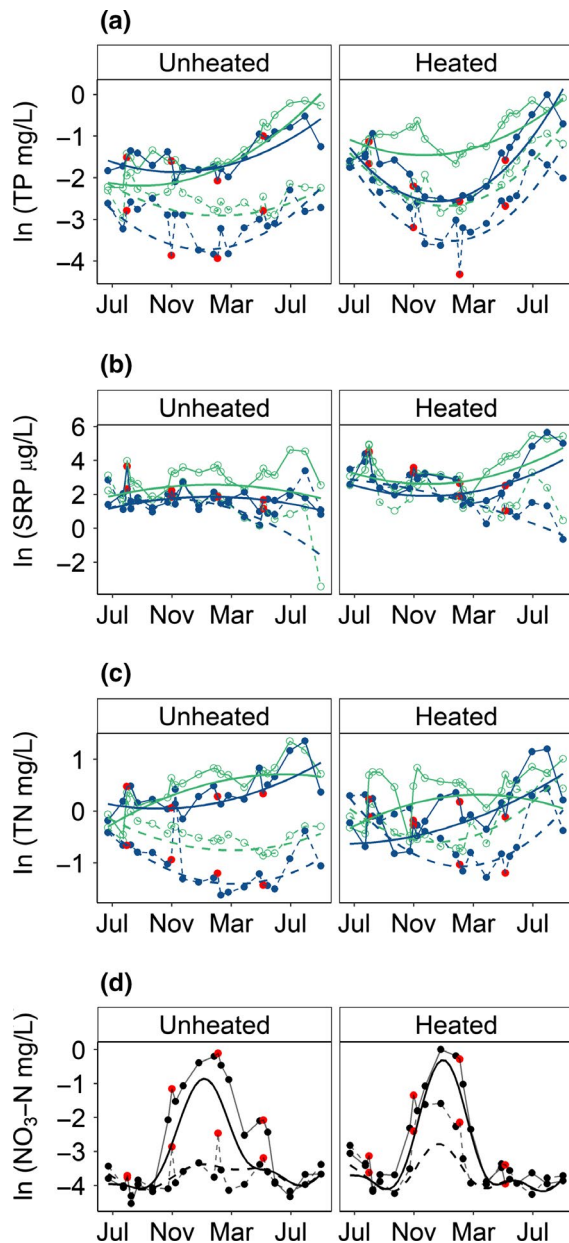 (a)
Unheated Heated
ln (TP mg/L)
0
−1
−2
−3
−4
Jul Nov Mar Jul Jul Nov Mar Jul
(b)
Unheated Heated
ln (SRP µg/L)
6
4
2
0
−2
Jul Nov Mar Jul Jul Nov Mar Jul
(c)
Unheated Heated
ln (TN mg/L)
1
0
−1
Jul Nov Mar Jul Jul Nov Mar Jul
(d)
Unheated Heated
ln (NO₃−N mg/L)
0
−1
−2
−3
−4
Jul Nov Mar Jul Jul Nov Mar Jul